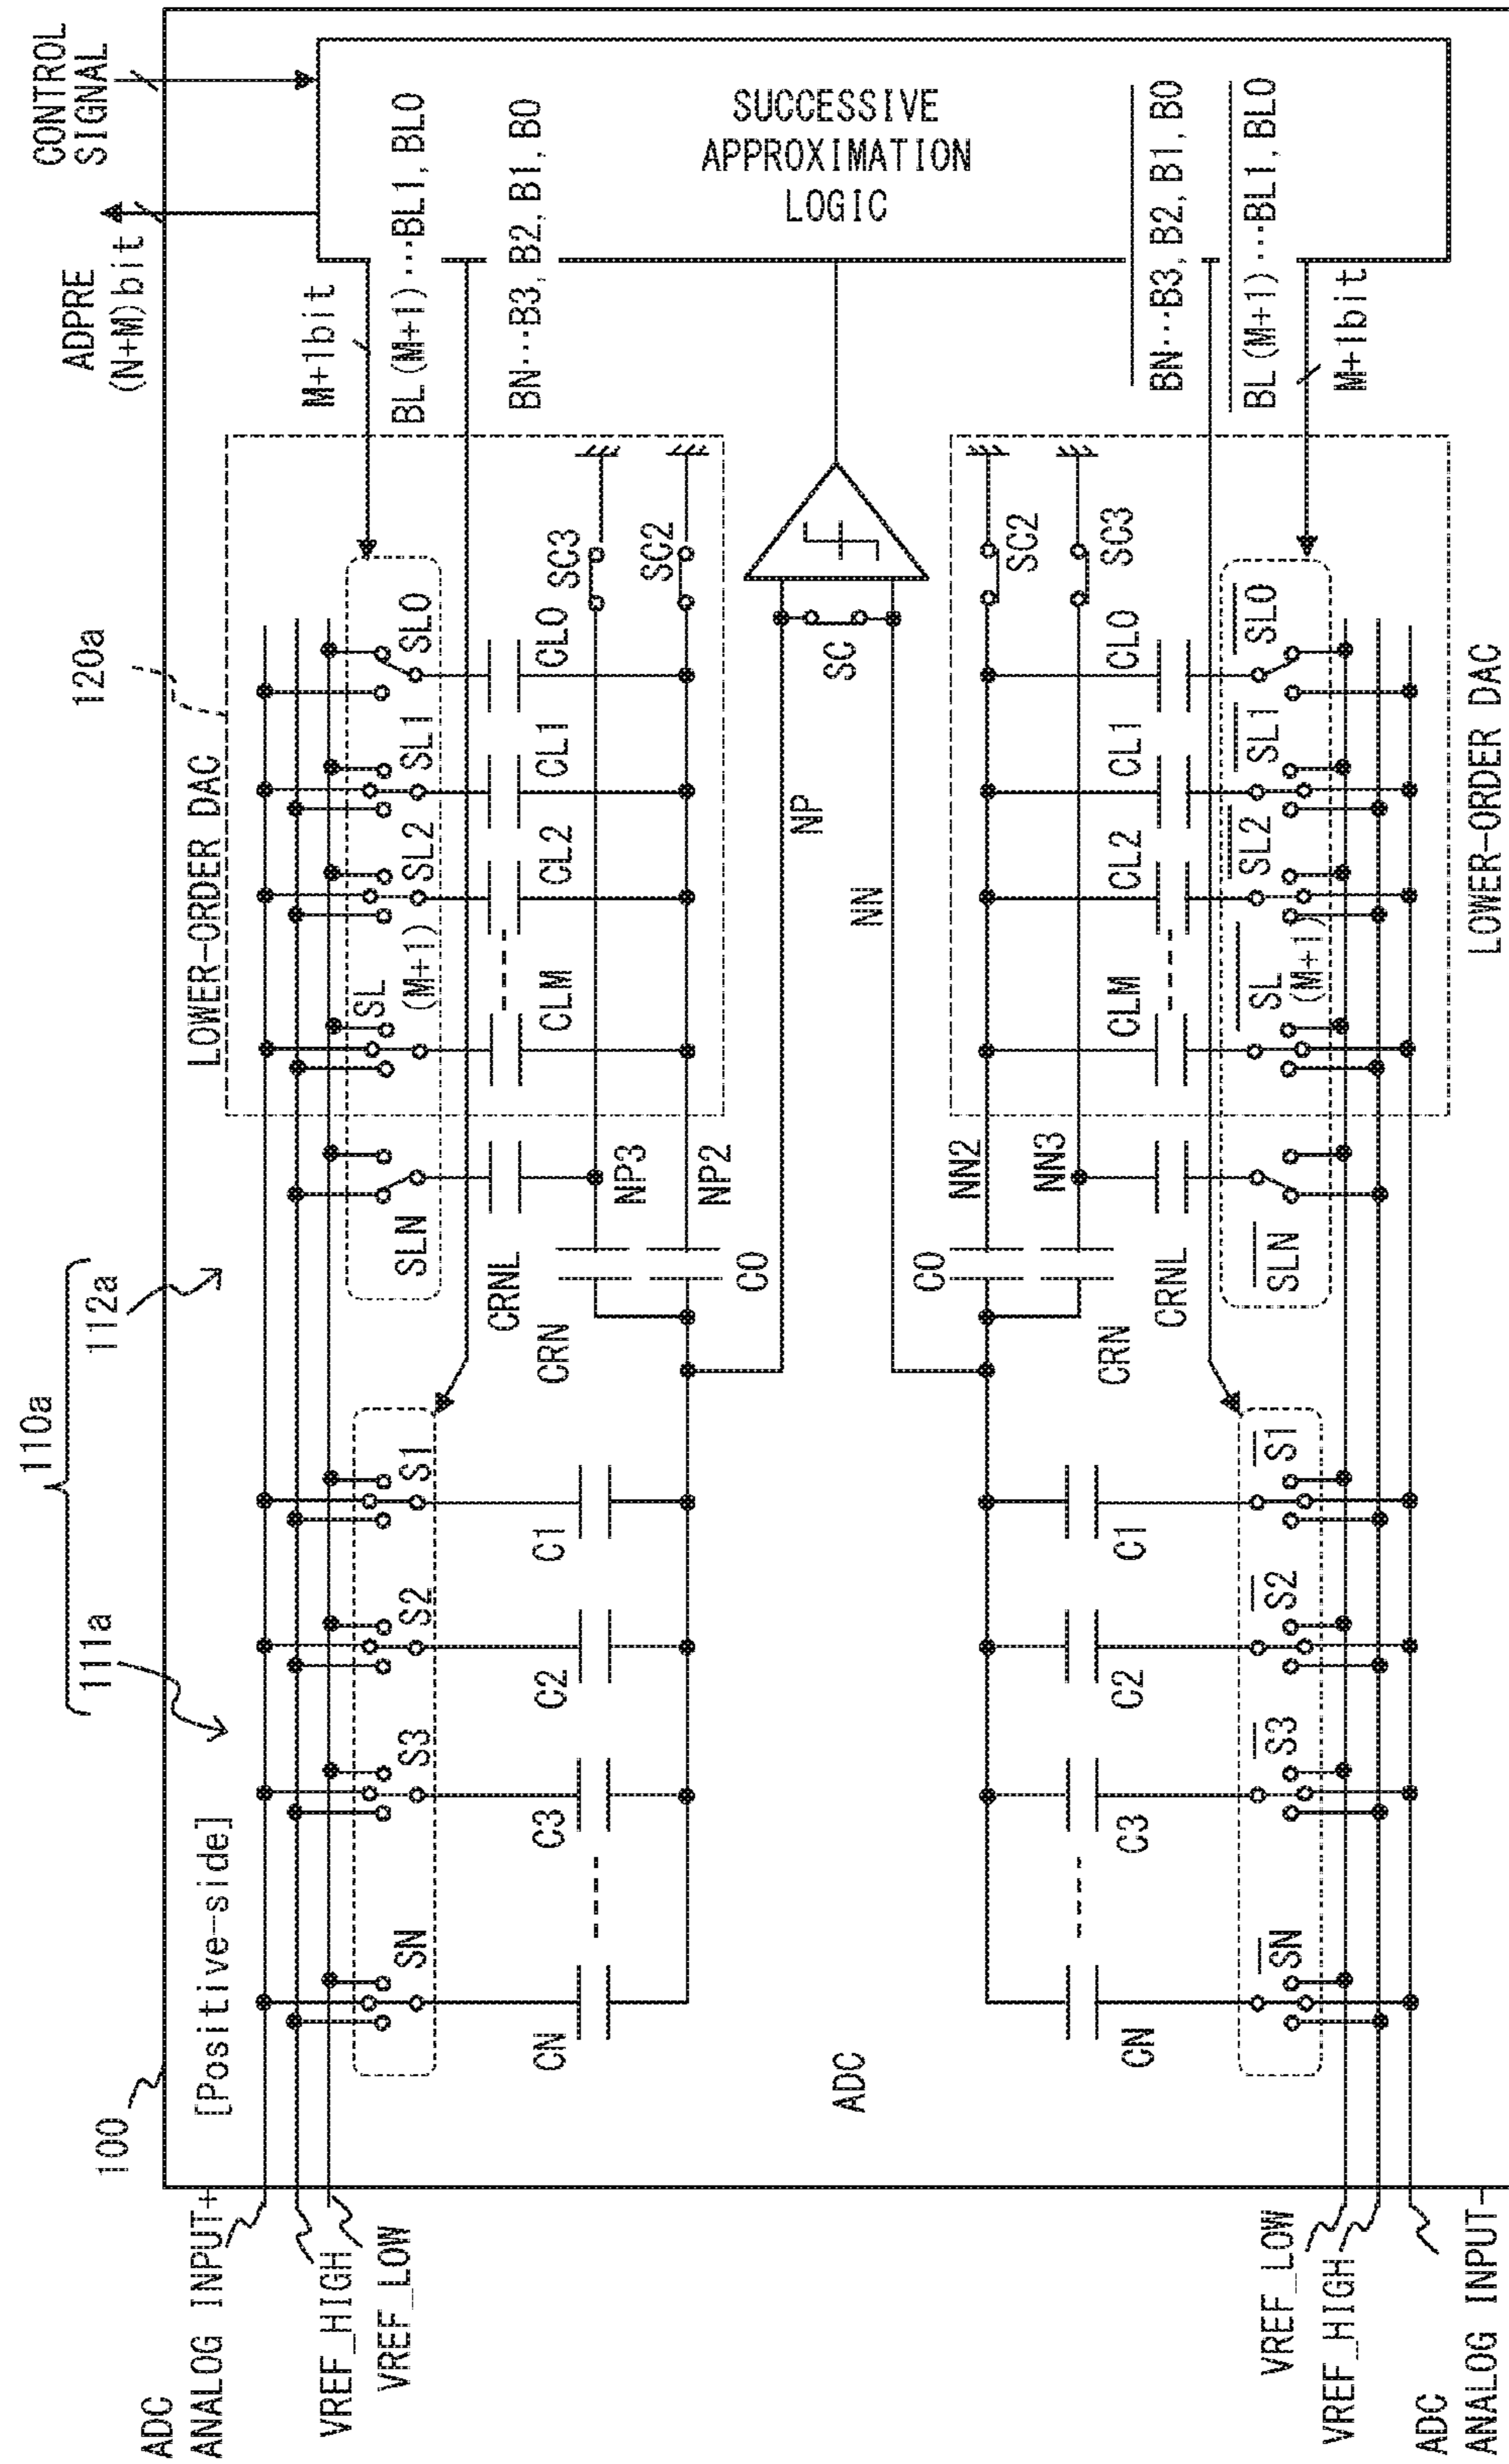 110a
111a
112a
120a
100
[Positive-side]
ADC
ANALOG INPUT+
VREF_HIGH
VREF_LOW
LOWER-ORDER DAC
ADPRE
(N+M)bit
CONTROL
SIGNAL
SN
S3
S2
S1
SLN
SL
(M+1)
SL2
SL1
SL0
M+1bit
BL(M+1)···BL1, BL0
BN···B3, B2, B1, B0
CN
C3
C2
C1
CRNL
CLM
CL2
CL1
CL0
SC3
SC2
CRN
NP3
NP2
C0
NP
SC
SUCCESSIVE
APPROXIMATION
LOGIC
ADC
NN
NN2
NN3
C0
CRN
SC2
SC3
CN
C3
C2
C1
CRNL
CLM
CL2
CL1
CL0
BN···B3, B2, B1, B0
BL(M+1)···BL1, BL0
M+1bit
SN
S3
S2
S1
SLN
SL
(M+1)
SL2
SL1
SL0
VREF_LOW
VREF_HIGH
ADC
ANALOG INPUT-
LOWER-ORDER DAC